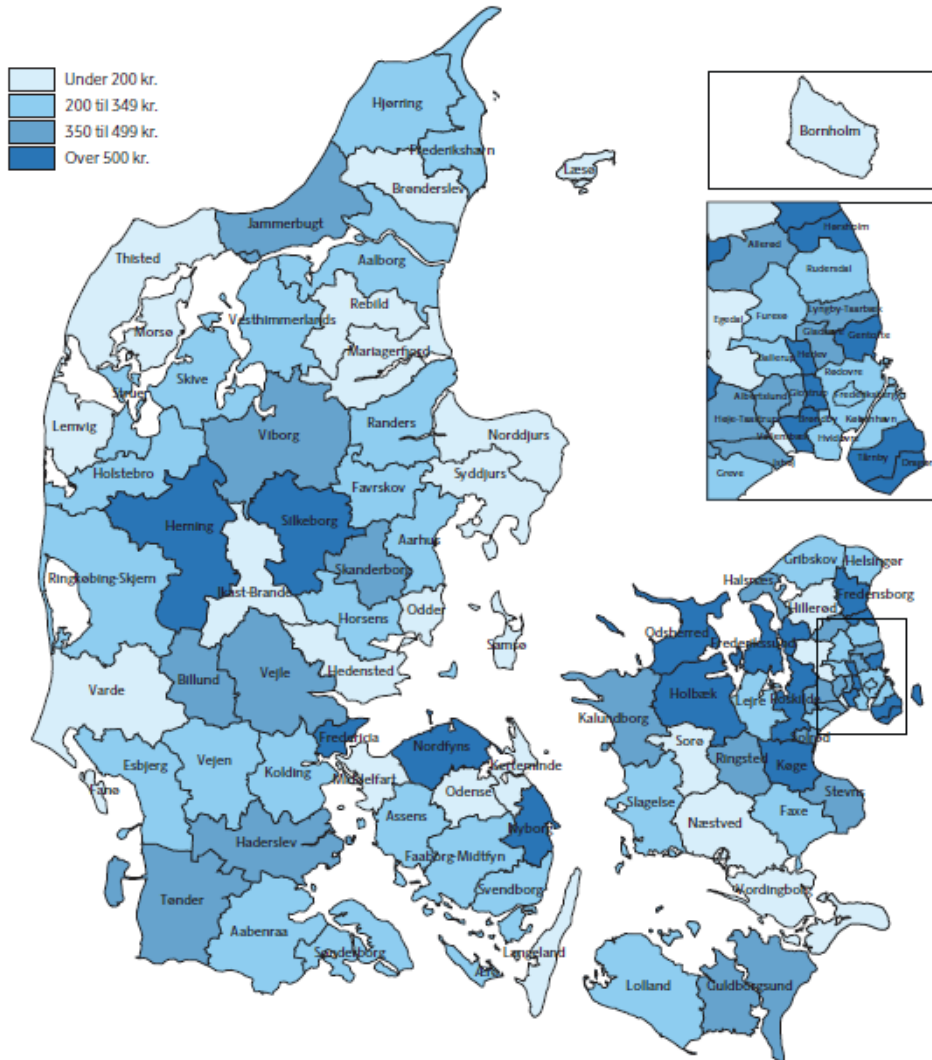 Under 200 kr.
200 til 349 kr.
350 til 499 kr.
Over 500 kr.
Hjørring
Frederikshavn
Læsø
Brønderslev
Jammerbugt
Thisted
Aalborg
Rebild
Vesthimmerlands
Morsø
Mariagerfjord
Skive
Struer
Lemvig
Viborg
Randers
Norddjurs
Syddjurs
Holstebro
Favrskov
Herning
Silkeborg
Aarhus
Skanderborg
Ringkøbing-Skjern
Ikast-Brande
Odder
Horsens
Samsø
Hedensted
Varde
Billund
Vejle
Fredericia
Nordfyns
Kerteminde
Middelfart
Odense
Esbjerg
Vejen
Kolding
Fanø
Assens
Nyborg
Haderslev
Faaborg-Midtfyn
Svendborg
Tønder
Aabenraa
Sønderborg
Langeland
Ærø
Bornholm
Hørsholm
Allerød
Rudersdal
Egedal
Furesø
Lyngby-Taarbæk
Gladsaxe
Gentofte
Ballerup
Herlev
Rødovre
Albertslund
Glostrup
Frederiksberg
Høje-Taastrup
Brøndby
København
Vallensbæk
Hvidovre
Ishøj
Greve
Tårnby
Dragør
Gribskov
Helsingør
Halsnæs
Fredensborg
Hillerød
Odsherred
Frederikssund
Holbæk
Lejre
Roskilde
Kalundborg
Sorø
Ringsted
Solrød
Køge
Stevns
Slagelse
Næstved
Faxe
Vordingborg
Lolland
Guldborgsund